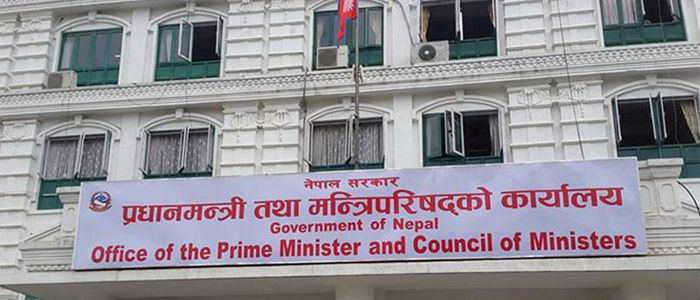 नेपाल सरकार
प्रधानमन्त्री तथा मन्त्रिपरिषद्को कार्यालय
Government of Nepal
Office of the Prime Minister and Council of Ministers